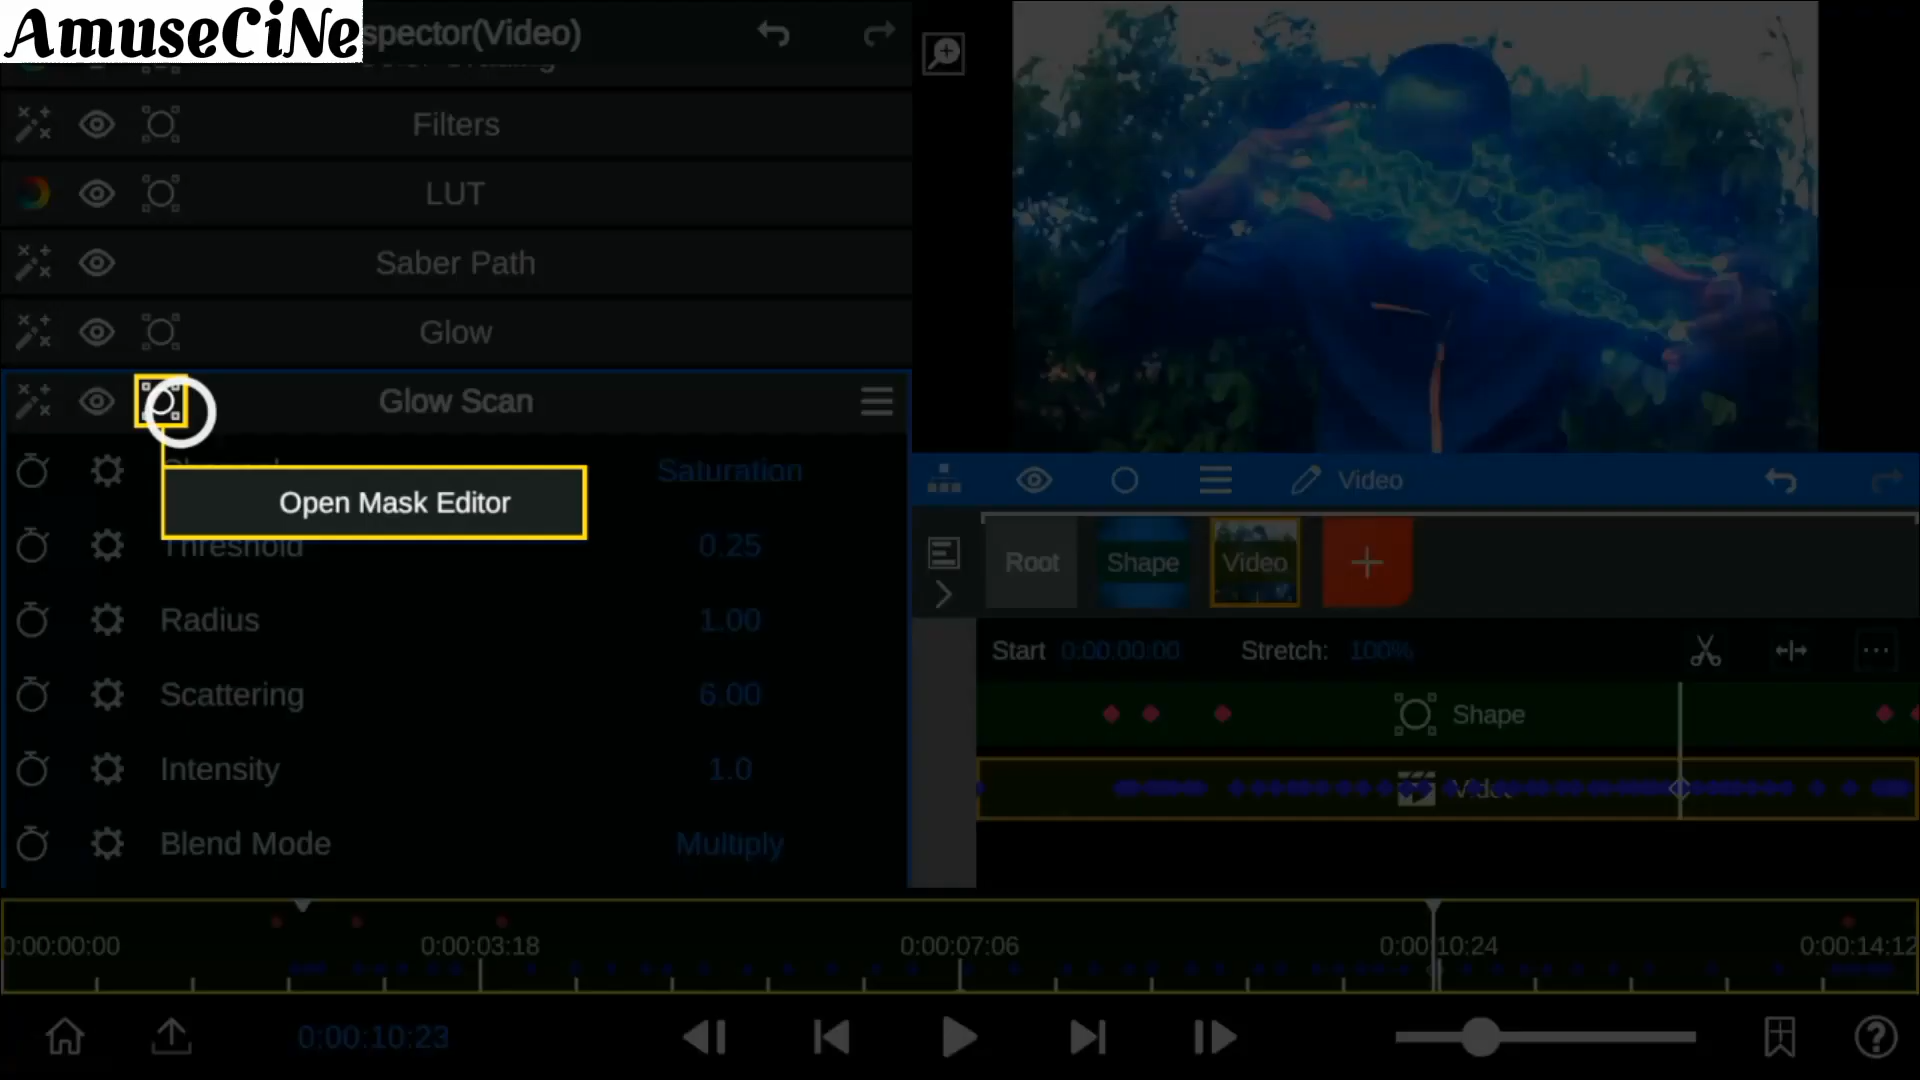 AmuseCiNe
spector(Video)
Filters
LUT
Saber Path
Glow
Glow Scan
Saturation
Open Mask Editor
Threshold 0.25
Radius 1.00
Scattering 6.00
Intensity 1.0
Blend Mode Multiply
Video
Root Shape Video
Start 0:00:00:00 Stretch: 100%
Shape
Video
0:00:00:00 0:00:03:18 0:00:07:06 0:00:10:24 0:00:14:12
0:00:10:23